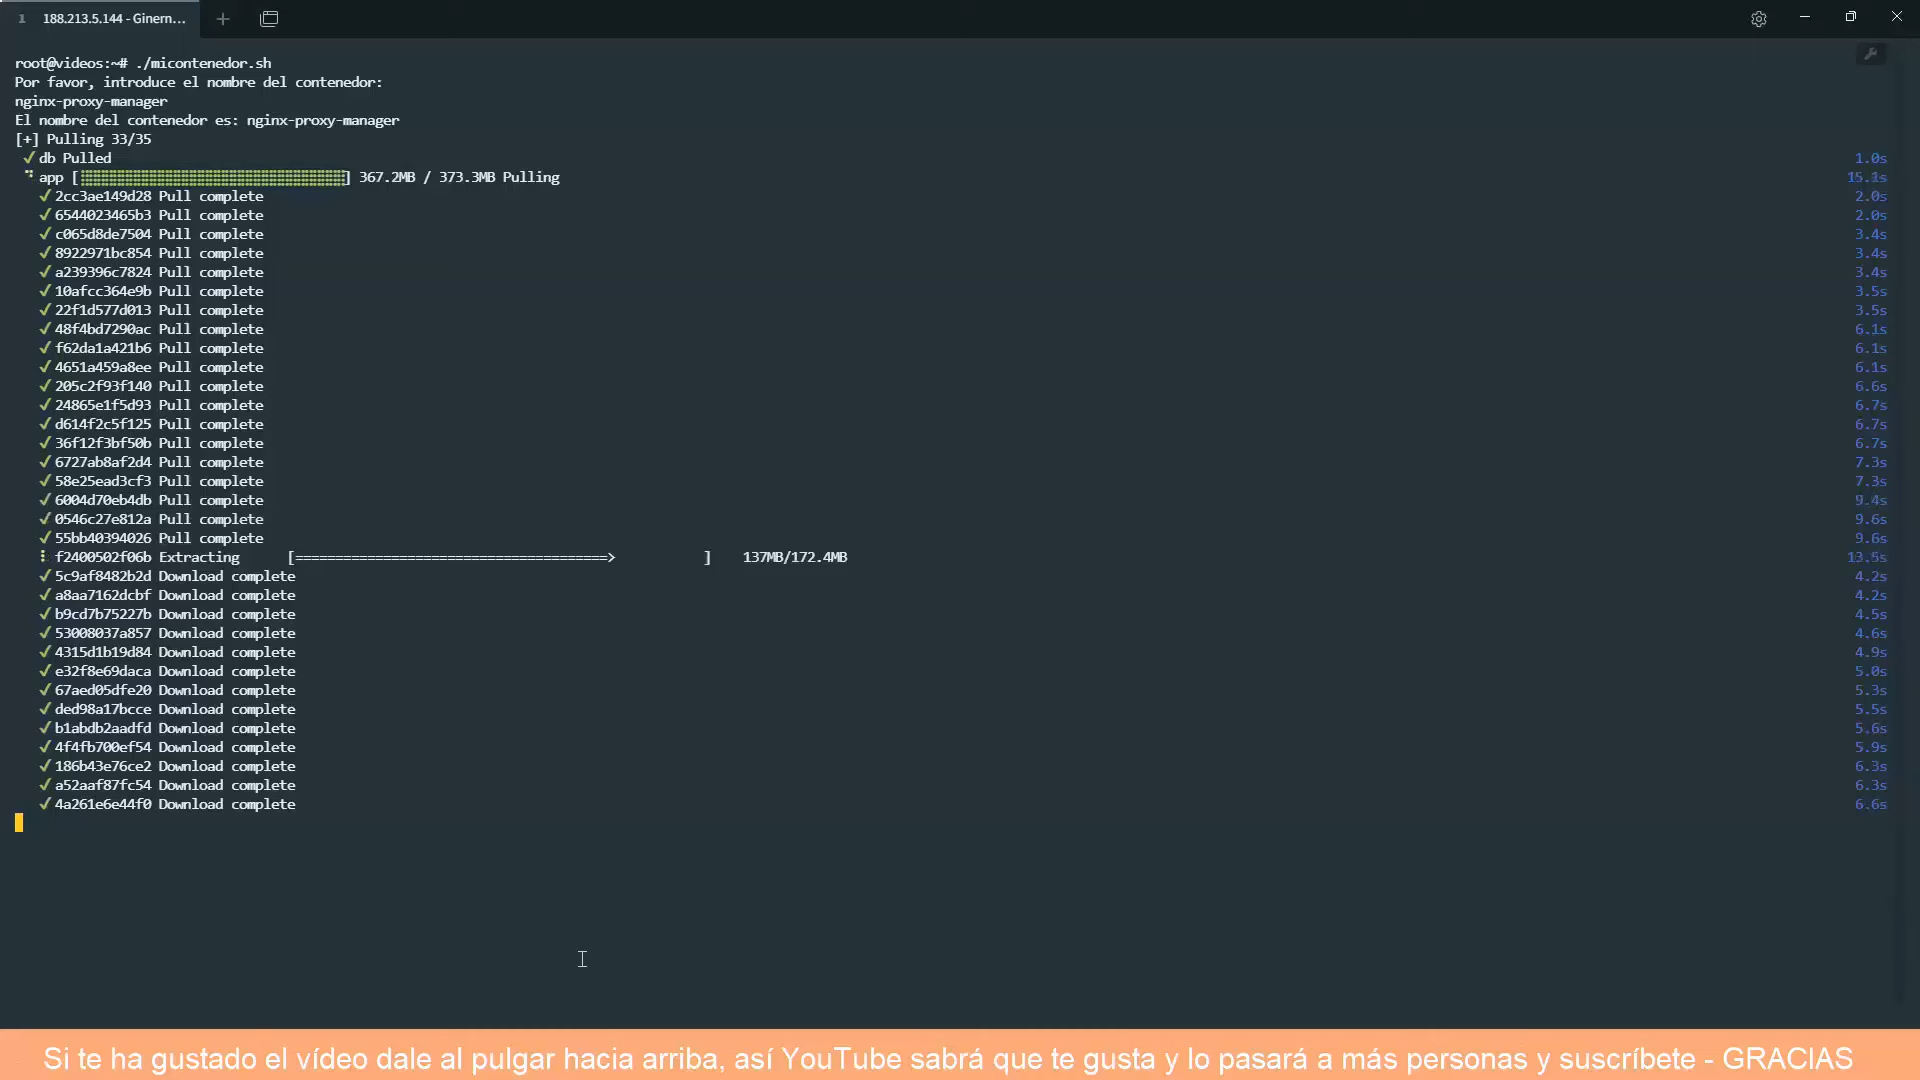 1 188.213.5.144 - Ginern...
root@videos:~# ./micontenedor.sh
Por favor, introduce el nombre del contenedor:
nginx-proxy-manager
El nombre del contenedor es: nginx-proxy-manager
[+] Pulling 33/35
✓ db Pulled 1.0s
app [] 367.2MB / 373.3MB Pulling 15.1s
✓ 2cc3ae149d28 Pull complete 2.0s
✓ 6544023465b3 Pull complete 2.0s
✓ c065d8de7504 Pull complete 3.4s
✓ 8922971bc854 Pull complete 3.4s
✓ a239396c7824 Pull complete 3.4s
✓ 10afcc364e9b Pull complete 3.5s
✓ 22f1d577d013 Pull complete 3.5s
✓ 48f4bd7290ac Pull complete 6.1s
✓ f62da1a421b6 Pull complete 6.1s
✓ 4651a459a8ee Pull complete 6.1s
✓ 205c2f93f140 Pull complete 6.6s
✓ 24865e1f5d93 Pull complete 6.7s
✓ d614f2c5f125 Pull complete 6.7s
✓ 36f12f3bf50b Pull complete 6.7s
✓ 6727ab8af2d4 Pull complete 7.3s
✓ 58e25ead3cf3 Pull complete 7.3s
✓ 6004d70eb4db Pull complete 9.4s
✓ 0546c27e812a Pull complete 9.6s
✓ 55bb40394026 Pull complete 9.6s
f2400502f06b Extracting [=======================================> ] 137MB/172.4MB 13.5s
✓ 5c9af8482b2d Download complete 4.2s
✓ a8aa7162dcbf Download complete 4.2s
✓ b9cd7b75227b Download complete 4.5s
✓ 53008037a857 Download complete 4.6s
✓ 4315d1b19d84 Download complete 4.9s
✓ e32f8e69daca Download complete 5.0s
✓ 67aed05dfe20 Download complete 5.3s
✓ ded98a17bcce Download complete 5.5s
✓ b1abdb2aadfd Download complete 5.6s
✓ 4f4fb700ef54 Download complete 5.9s
✓ 186b43e76ce2 Download complete 6.3s
✓ a52aaf87fc54 Download complete 6.3s
✓ 4a261e6e44f0 Download complete 6.6s
Si te ha gustado el vídeo dale al pulgar hacia arriba, así YouTube sabrá que te gusta y lo pasará a más personas y suscríbete - GRACIAS